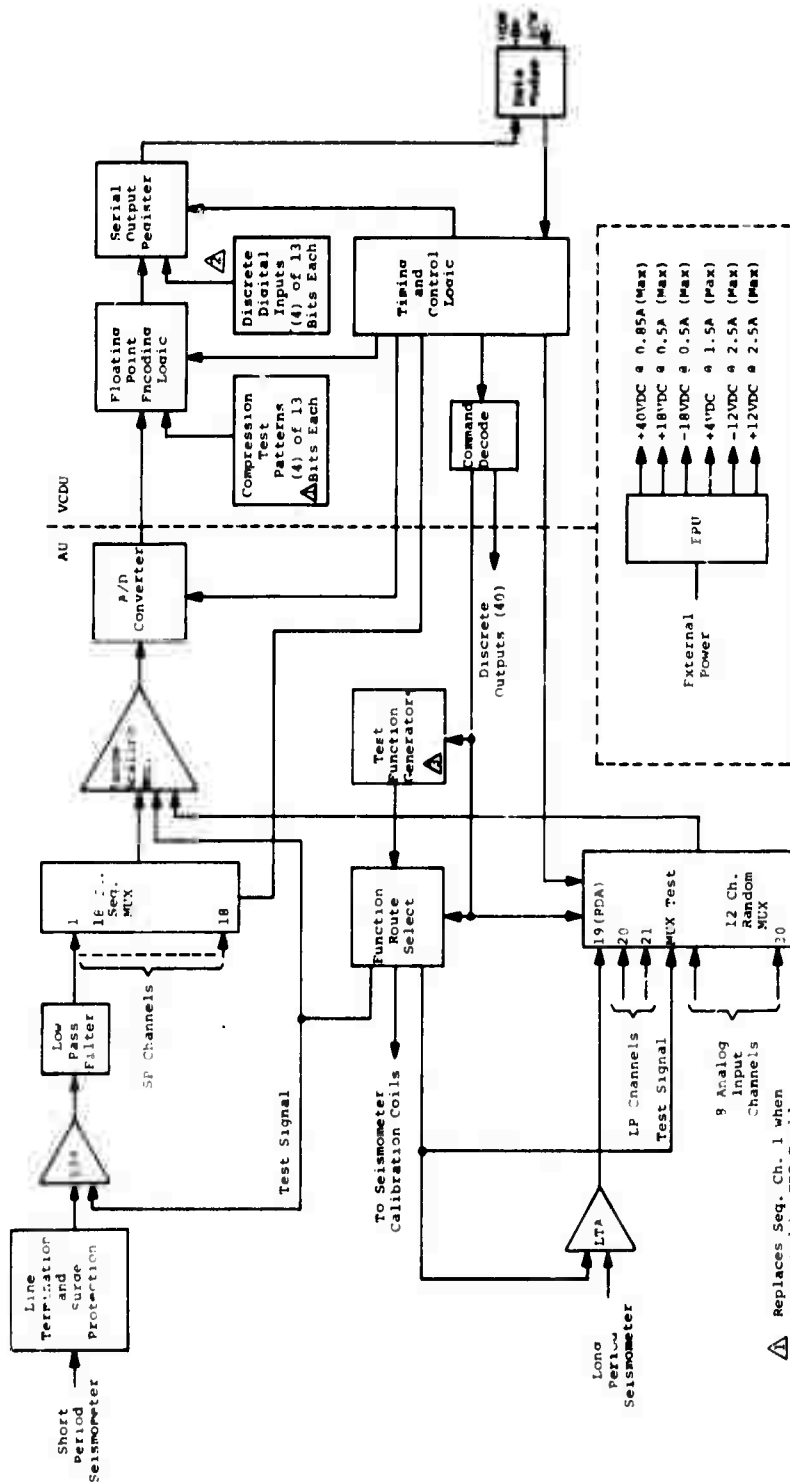 Short
Period
Seismometer
Line
Termination
and
Surge
Protection
Low
Pass
Filter
SP Channels
1
Seq.
MUX
18
Test Signal
A/D
Converter
AU
VCDU
Floating
Point
Encoding
Logic
Serial
Output
Register
Compression
Test
Patterns
(4) of 13
Bits Each
Discrete
Digital
Inputs
(4) of 13
Bits Each
2
Timing
and
Control
Logic
Data
Command
Decode
Discrete
Outputs (40)
Test
Function
Generator
Function
Route
Select
To Seismometer
Calibration Coils
Long
Period
Seismometer
LTA
19(PDA)
20
21
MUX Test
12 Ch.
Random
MUX
30
LP Channels
Test Signal
Analog
Input
Channels
External
Power
+40VDC @ 0.85A(Max)
+18VDC @ 0.5A (Max)
-18VDC @ 0.5A (Max)
+4VDC @ 1.5A (Max)
-12VDC @ 2.5A (Max)
+12VDC @ 2.5A (Max)
Replaces Seq. Ch. 1 when